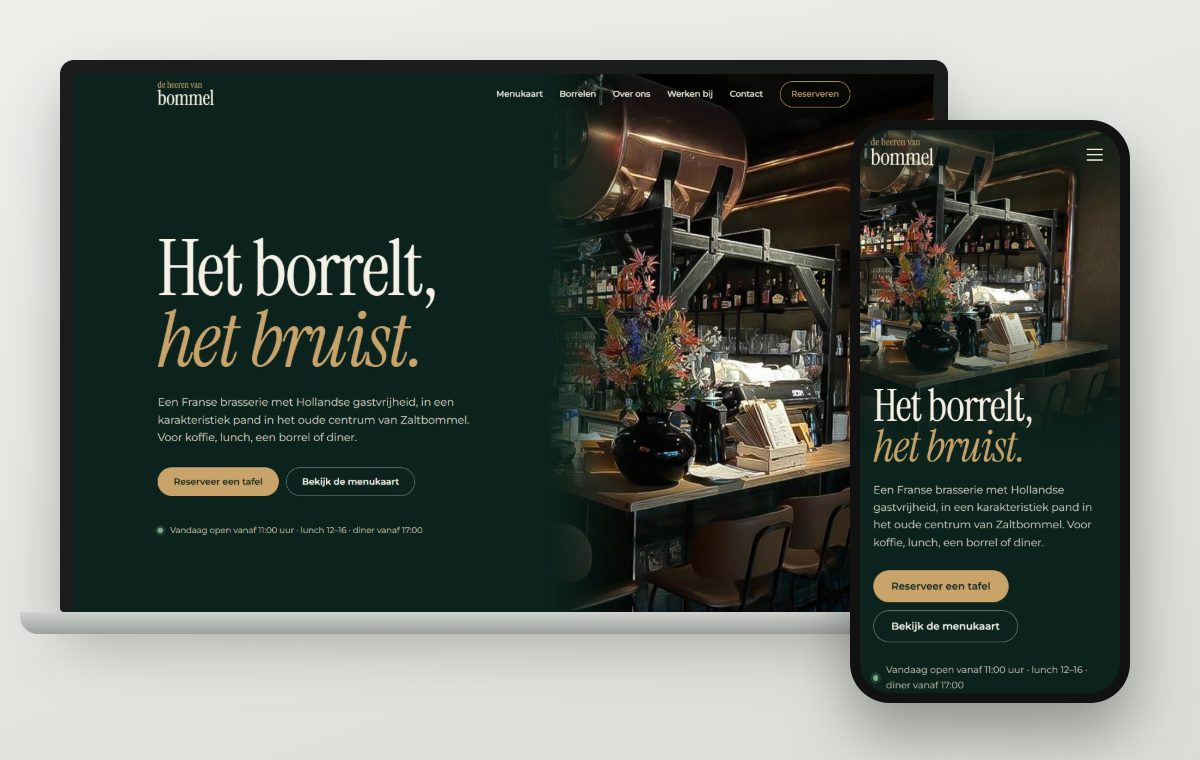 de heeren van
bommel
Menukaart Borrelen Over ons Werken bij Contact Reserveren
Het borrelt,
het bruist.
Een Franse brasserie met Hollandse gastvrijheid, in een
karakteristiek pand in het oude centrum van Zaltbommel.
Voor koffie, lunch, een borrel of diner.
Reserveer een tafel Bekijk de menukaart
Vandaag open vanaf 11:00 uur · lunch 12–16 · diner vanaf 17:00
de heeren van
bommel
Het borrelt,
het bruist.
Een Franse brasserie met Hollandse
gastvrijheid, in een karakteristiek pand in
het oude centrum van Zaltbommel. Voor
koffie, lunch, een borrel of diner.
Reserveer een tafel
Bekijk de menukaart
Vandaag open vanaf 11:00 uur · lunch 12–16 ·
diner vanaf 17:00